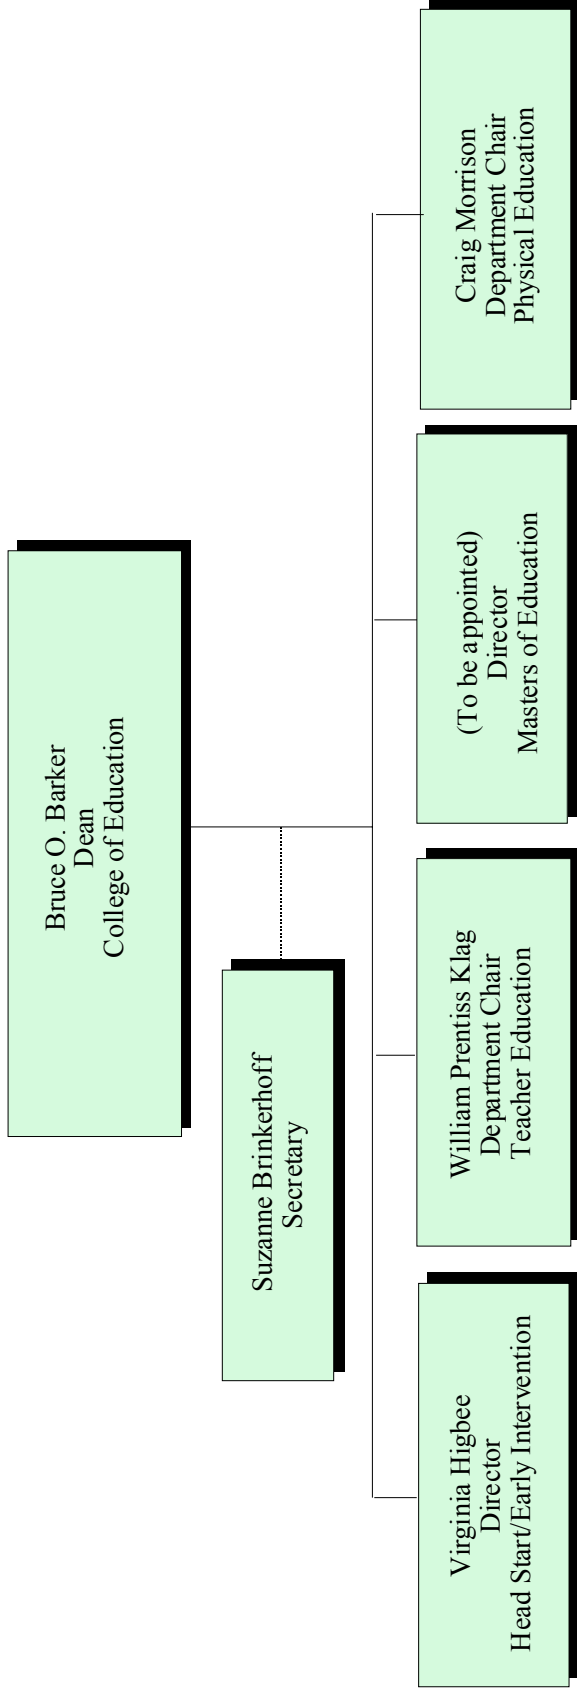 Bruce O. Barker
Dean
College of Education
Suzanne Brinkerhoff
Secretary
Virginia Higbee
Director
Head Start/Early Intervention
William Prentiss Klag
Department Chair
Teacher Education
(To be appointed)
Director
Masters of Education
Craig Morrison
Department Chair
Physical Education